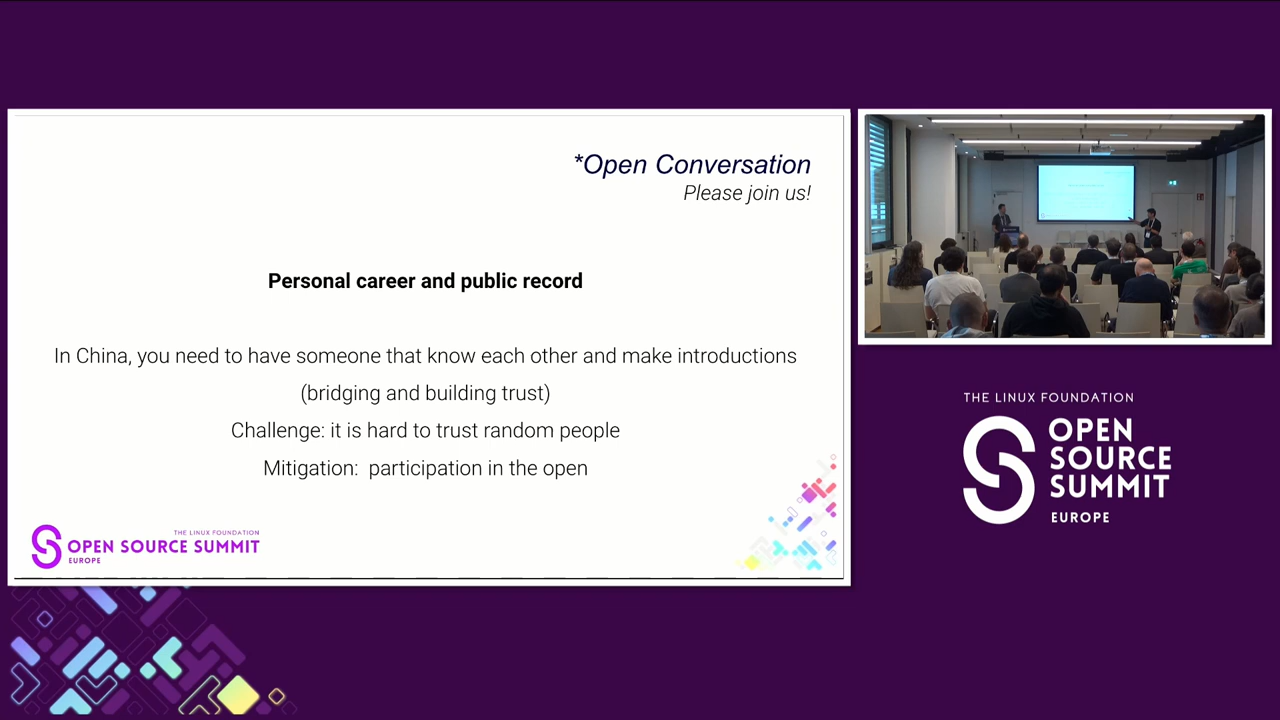 *Open Conversation
Please join us!
Personal career and public record
In China, you need to have someone that know each other and make introductions
(bridging and building trust)
Challenge: it is hard to trust random people
Mitigation:  participation in the open
THE LINUX FOUNDATION
OPEN SOURCE SUMMIT
EUROPE
THE LINUX FOUNDATION
OPEN
SOURCE
SUMMIT
EUROPE